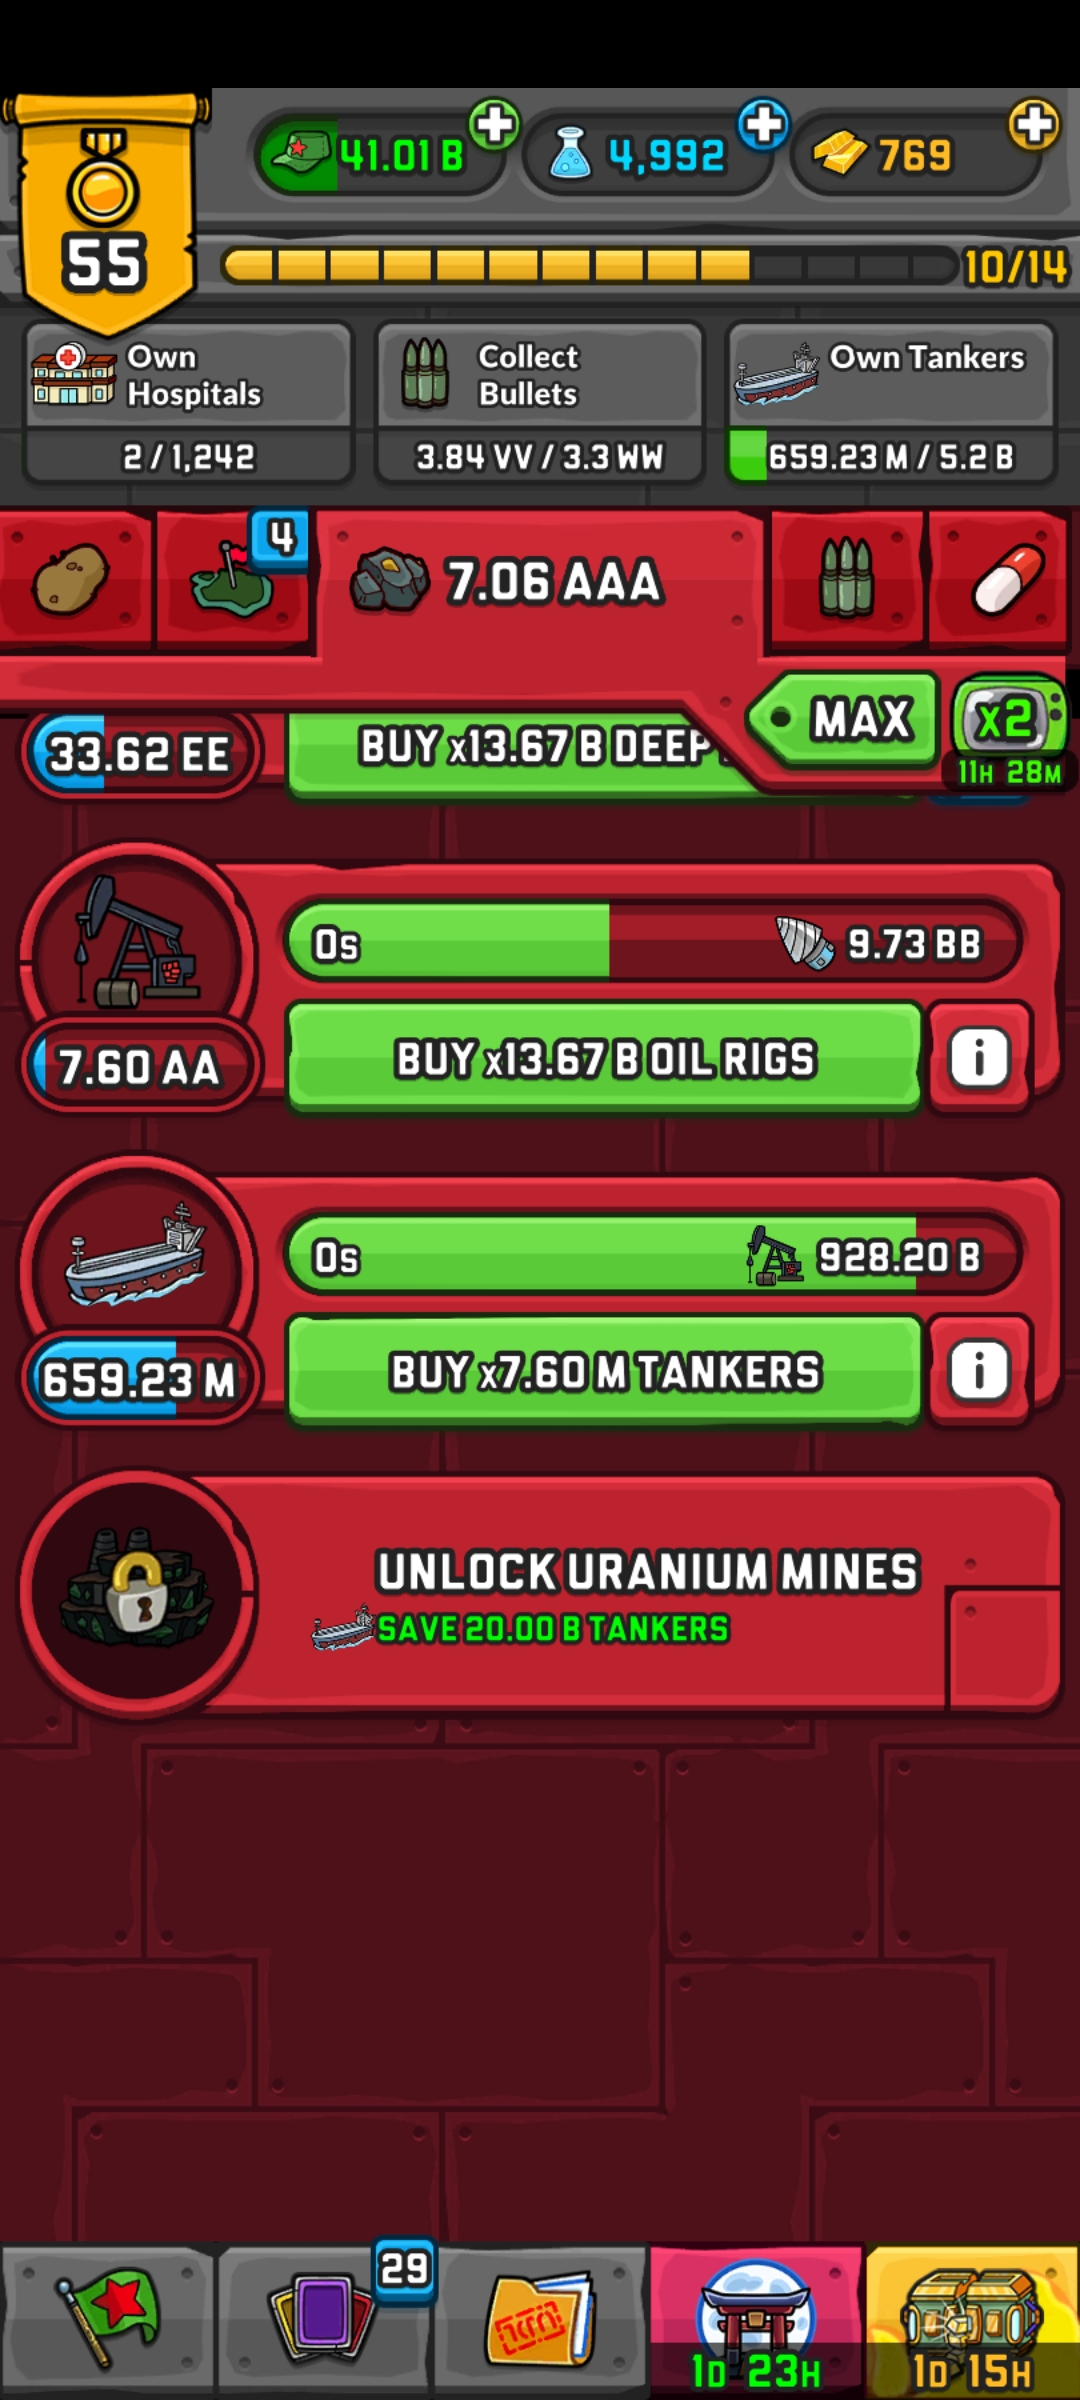 55
41.01 B
4,992
769
10/14
Own
Hospitals
2 / 1,242
Collect
Bullets
3.84 VV / 3.3 WW
Own Tankers
659.23 M / 5.2 B
4
7.06 AAA
MAX
x2
11H 28M
33.62 EE
BUY x13.67 B DEEP
0s
9.73 BB
7.60 AA
BUY x13.67 B OIL RIGS
i
0s
928.20 B
659.23 M
BUY x7.60 M TANKERS
i
UNLOCK URANIUM MINES
SAVE 20.00 B TANKERS
29
1D 23H
1D 15H